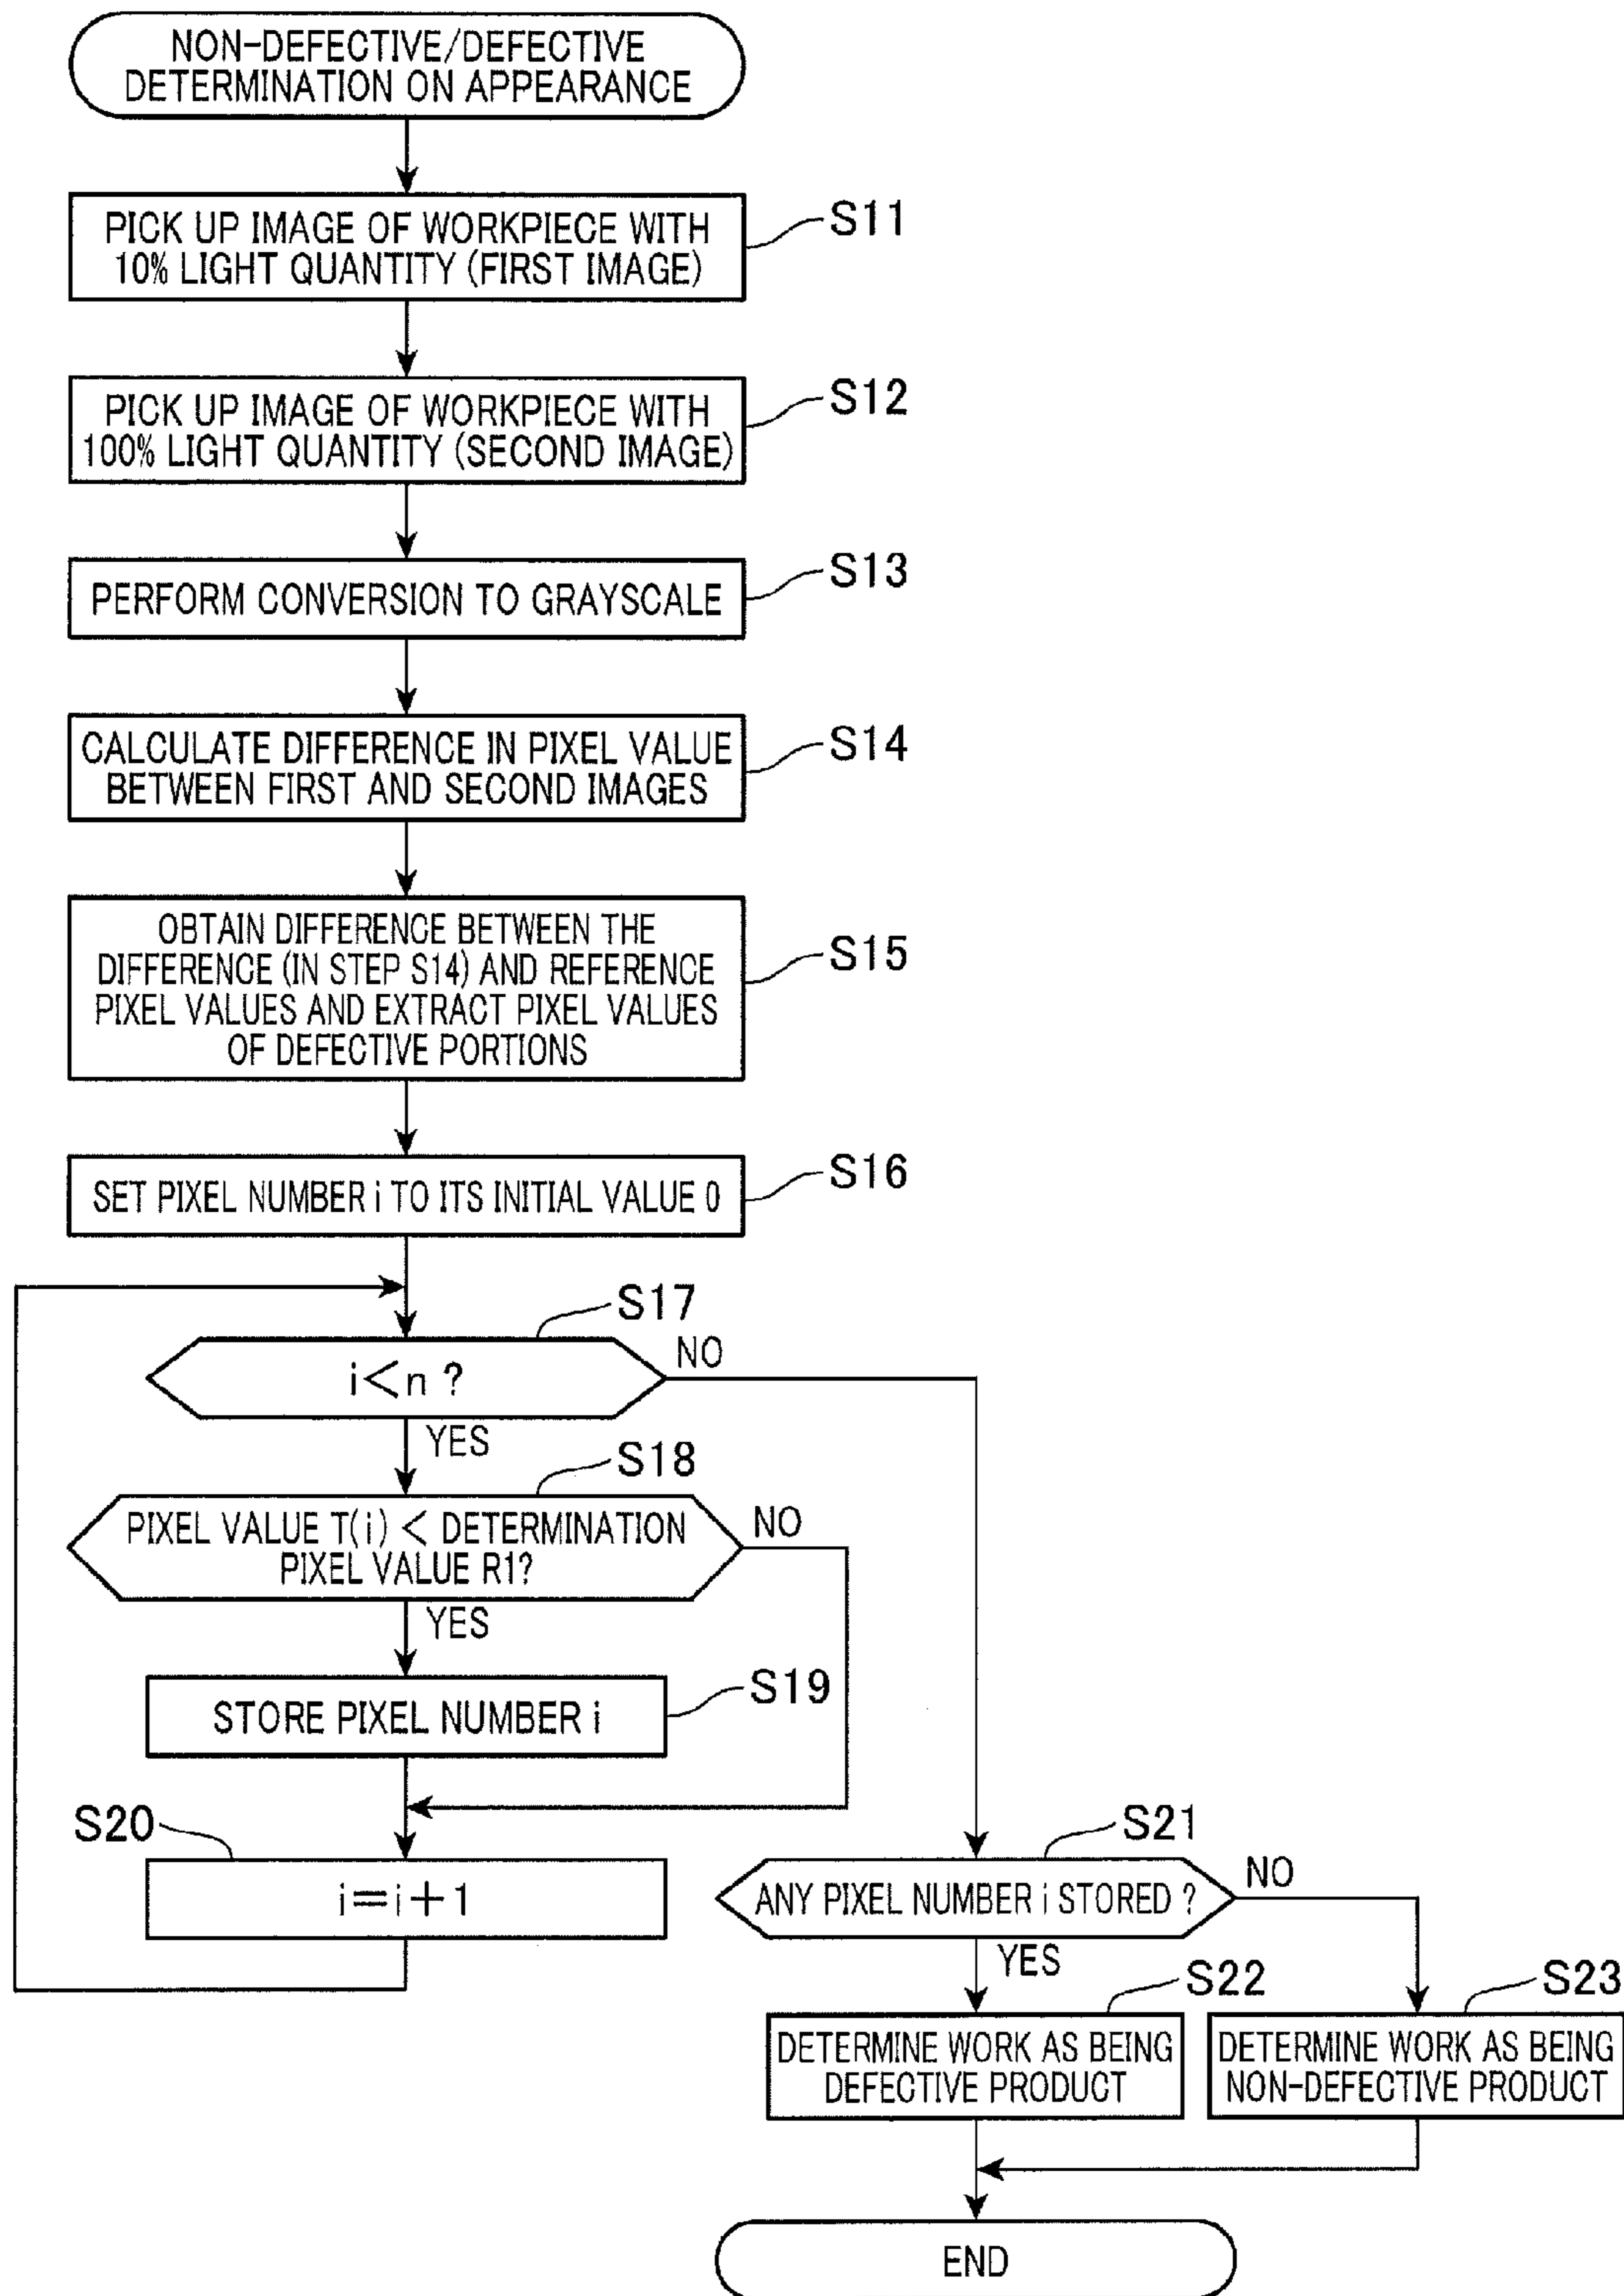 NON-DEFECTIVE/DEFECTIVE
DETERMINATION ON APPEARANCE
PICK UP IMAGE OF WORKPIECE WITH
10% LIGHT QUANTITY (FIRST IMAGE)
S11
PICK UP IMAGE OF WORKPIECE WITH
100% LIGHT QUANTITY (SECOND IMAGE)
S12
PERFORM CONVERSION TO GRAYSCALE
S13
CALCULATE DIFFERENCE IN PIXEL VALUE
BETWEEN FIRST AND SECOND IMAGES
S14
OBTAIN DIFFERENCE BETWEEN THE
DIFFERENCE (IN STEP S14) AND REFERENCE
PIXEL VALUES AND EXTRACT PIXEL VALUES
OF DEFECTIVE PORTIONS
S15
SET PIXEL NUMBER i TO ITS INITIAL VALUE 0
S16
S17
i<n ?
NO
YES
S18
PIXEL VALUE T(i) < DETERMINATION
PIXEL VALUE R1?
NO
YES
STORE PIXEL NUMBER i
S19
S20
i=i+1
S21
ANY PIXEL NUMBER i STORED ?
NO
YES
S22
DETERMINE WORK AS BEING
DEFECTIVE PRODUCT
S23
DETERMINE WORK AS BEING
NON-DEFECTIVE PRODUCT
END